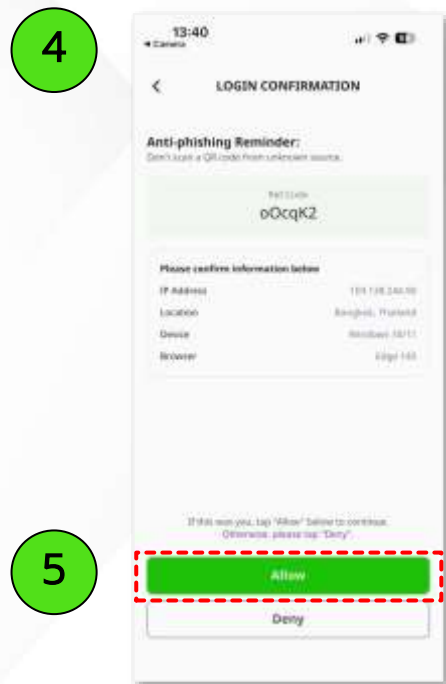 4
13:40
◀ Camera
LOGIN CONFIRMATION
Anti-phishing Reminder:
Don't scan a QR code from unknown source.
Ref Code
oOcqK2
Please confirm information below
IP Address
Location Bangkok, Thailand
Device Windows 10/11
Browser Edge
If this was you, tap "Allow" below to continue.
Otherwise, please tap "Deny".
5
Allow
Deny